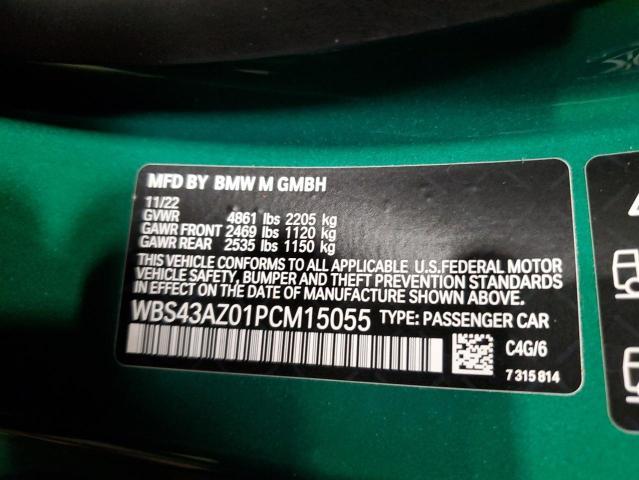 MFD BY BMW M GMBH
11/22
GVWR 4861 lbs 2205 kg
GAWR FRONT 2469 lbs 1120 kg
GAWR REAR 2535 lbs 1150 kg
THIS VEHICLE CONFORMS TO ALL APPLICABLE U.S.FEDERAL MOTOR
VEHICLE SAFETY, BUMPER AND THEFT PREVENTION STANDARDS
IN EFFECT ON THE DATE OF MANUFACTURE SHOWN ABOVE.
WBS43AZ01PCM15055 TYPE: PASSENGER CAR
C4G/6
7 315 814